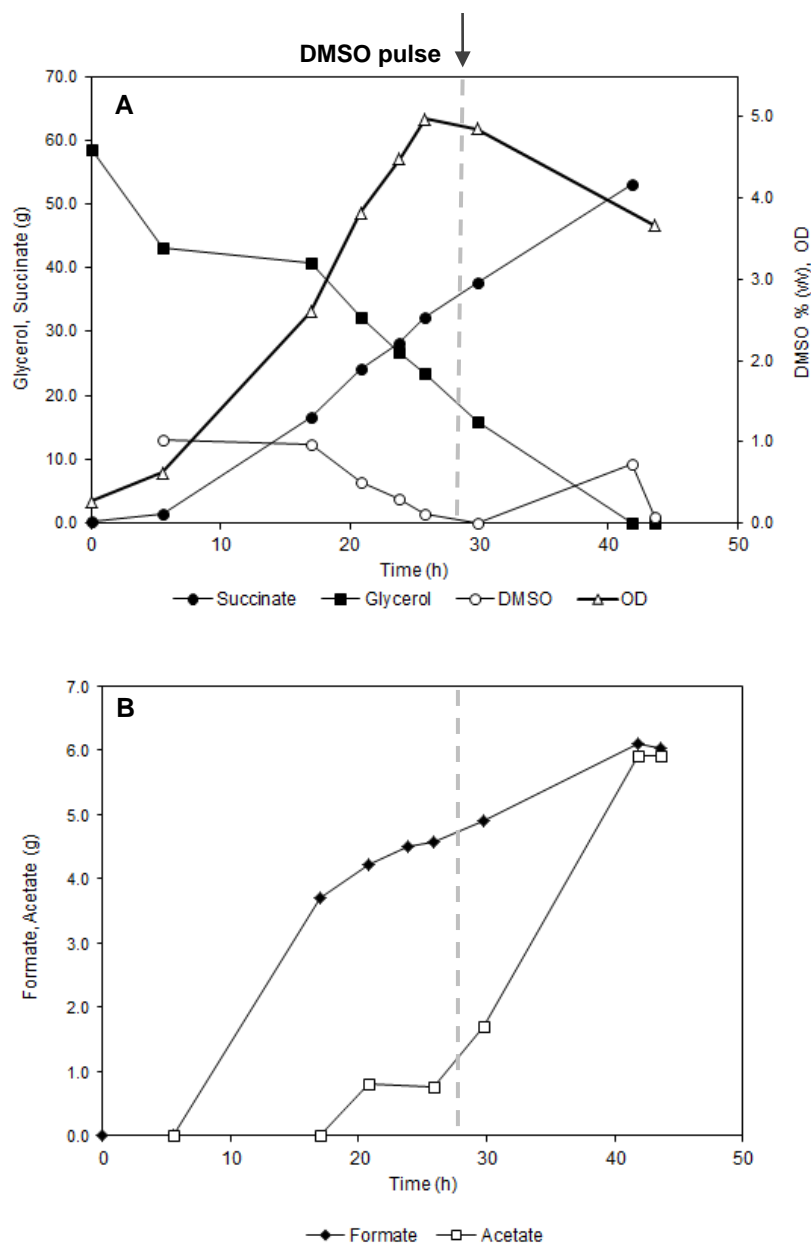 DMSO pulse
A
70.0
60.0
50.0
40.0
30.0
20.0
10.0
0.0
Glycerol, Succinate (g)
5.0
4.0
3.0
2.0
1.0
0.0
DMSO % (v/v), OD
0 10 20 30 40 50
Time (h)
Succinate Glycerol DMSO OD
B
7.0
6.0
5.0
4.0
3.0
2.0
1.0
0.0
Formate, Acetate (g)
0 10 20 30 40 50
Time (h)
Formate Acetate